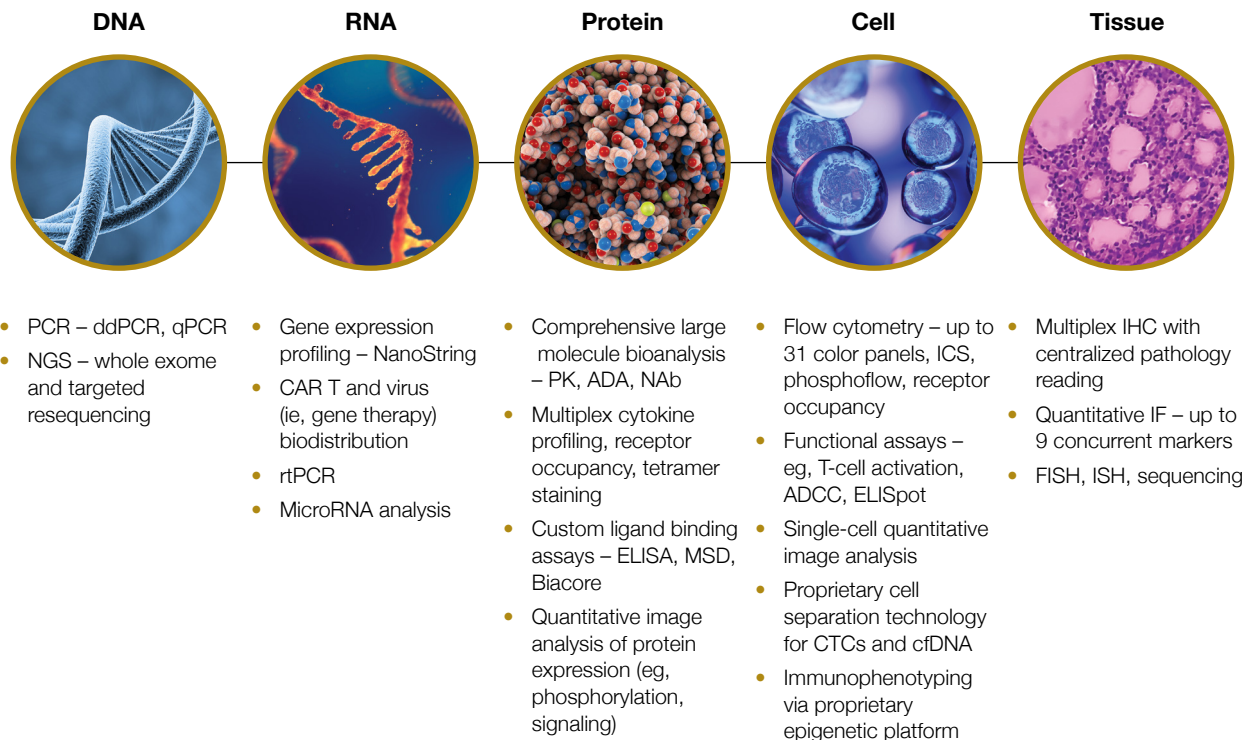 DNA
PCR – ddPCR, qPCR
NGS – whole exome
and targeted
resequencing
RNA
Gene expression
profiling – NanoString
CAR T and virus
(ie, gene therapy)
biodistribution
rtPCR
MicroRNA analysis
Protein
Comprehensive large
molecule bioanalysis
– PK, ADA, NAb
Multiplex cytokine
profiling, receptor
occupancy, tetramer
staining
Custom ligand binding
assays – ELISA, MSD,
Biacore
Quantitative image
analysis of protein
expression (eg,
phosphorylation,
signaling)
Cell
Flow cytometry – up to
31 color panels, ICS,
phosphoflow, receptor
occupancy
Functional assays –
eg, T-cell activation,
ADCC, ELISpot
Single-cell quantitative
image analysis
Proprietary cell
separation technology
for CTCs and cfDNA
Immunophenotyping
via proprietary
epigenetic platform
Tissue
Multiplex IHC with
centralized pathology
reading
Quantitative IF – up to
9 concurrent markers
FISH, ISH, sequencing